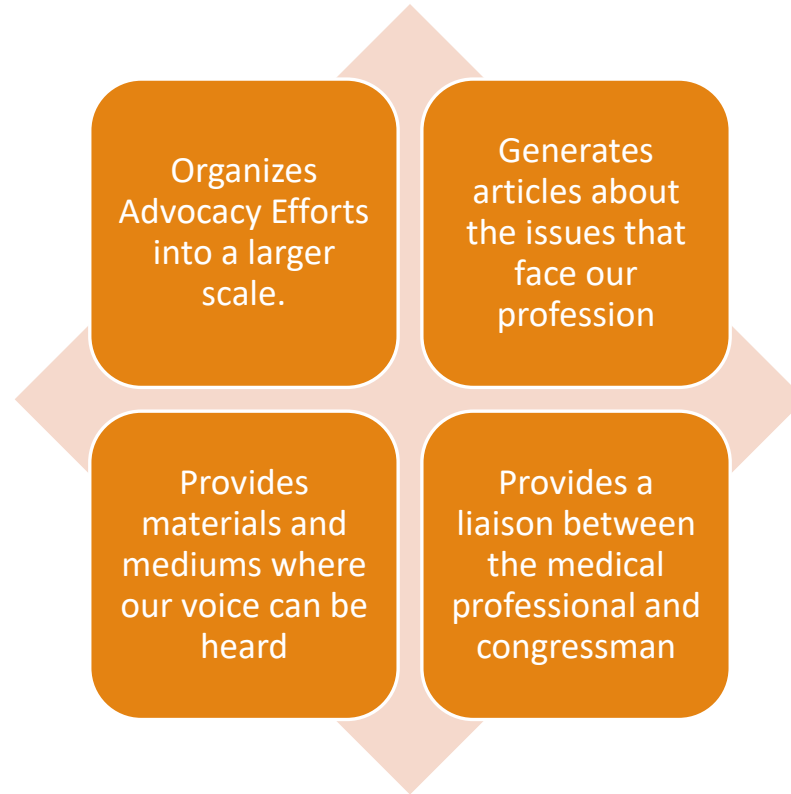 Organizes
Advocacy Efforts
into a larger
scale.
Generates
articles about
the issues that
face our
profession
Provides
materials and
mediums where
our voice can be
heard
Provides a
liaison between
the medical
professional and
congressman